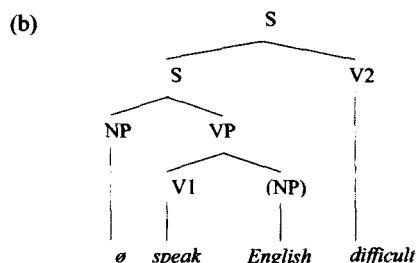 (b)
S
S V2
NP VP
V1 (NP)
ø speak English difficult